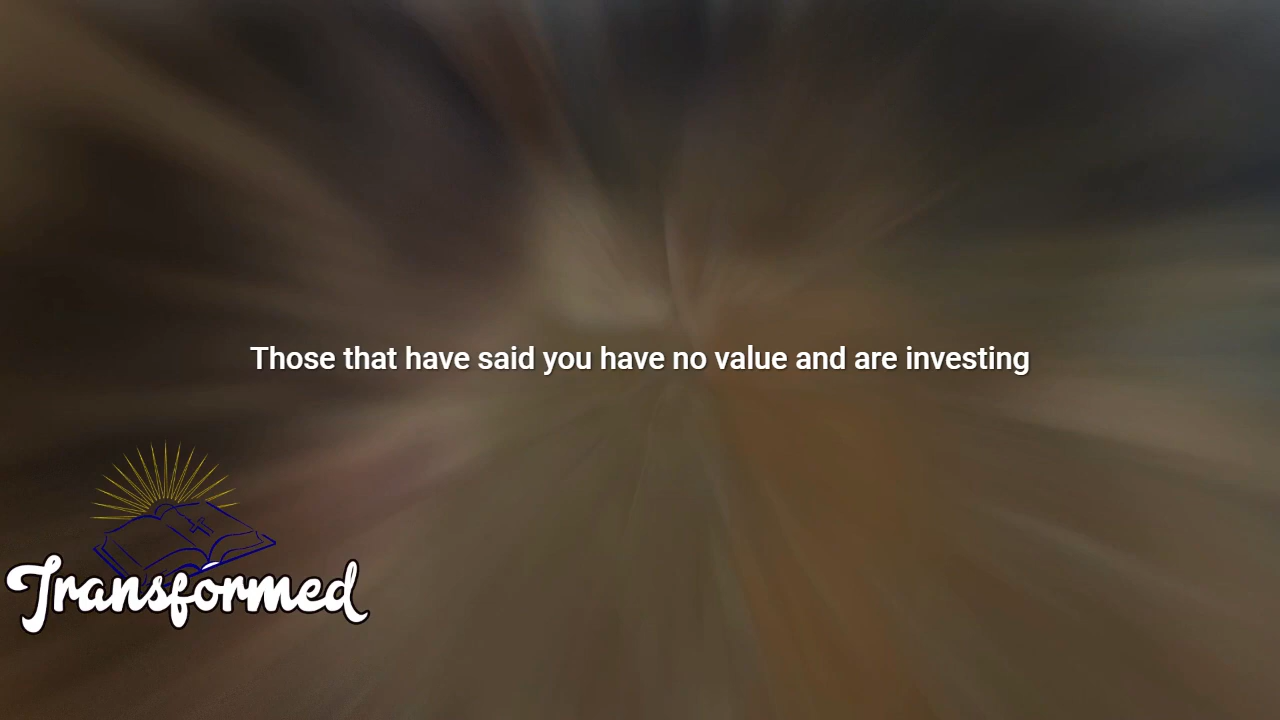 Those that have said you have no value and are investing
Transformed